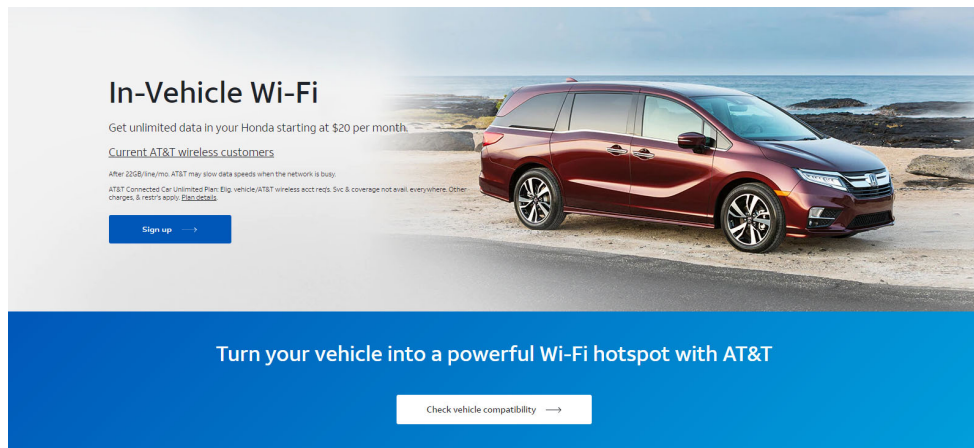 In-Vehicle Wi-Fi
Get unlimited data in your Honda starting at $20 per month.
Current AT&T wireless customers
After 22GB/line/mo. AT&T may slow data speeds when the network is busy.
AT&T Connected Car Unlimited Plan: Elig. vehicle/AT&T wireless acct req's. Svc & coverage not avail. everywhere. Other
charges, & restr's apply. Plan details.
Sign up
Turn your vehicle into a powerful Wi-Fi hotspot with AT&T
Check vehicle compatibility